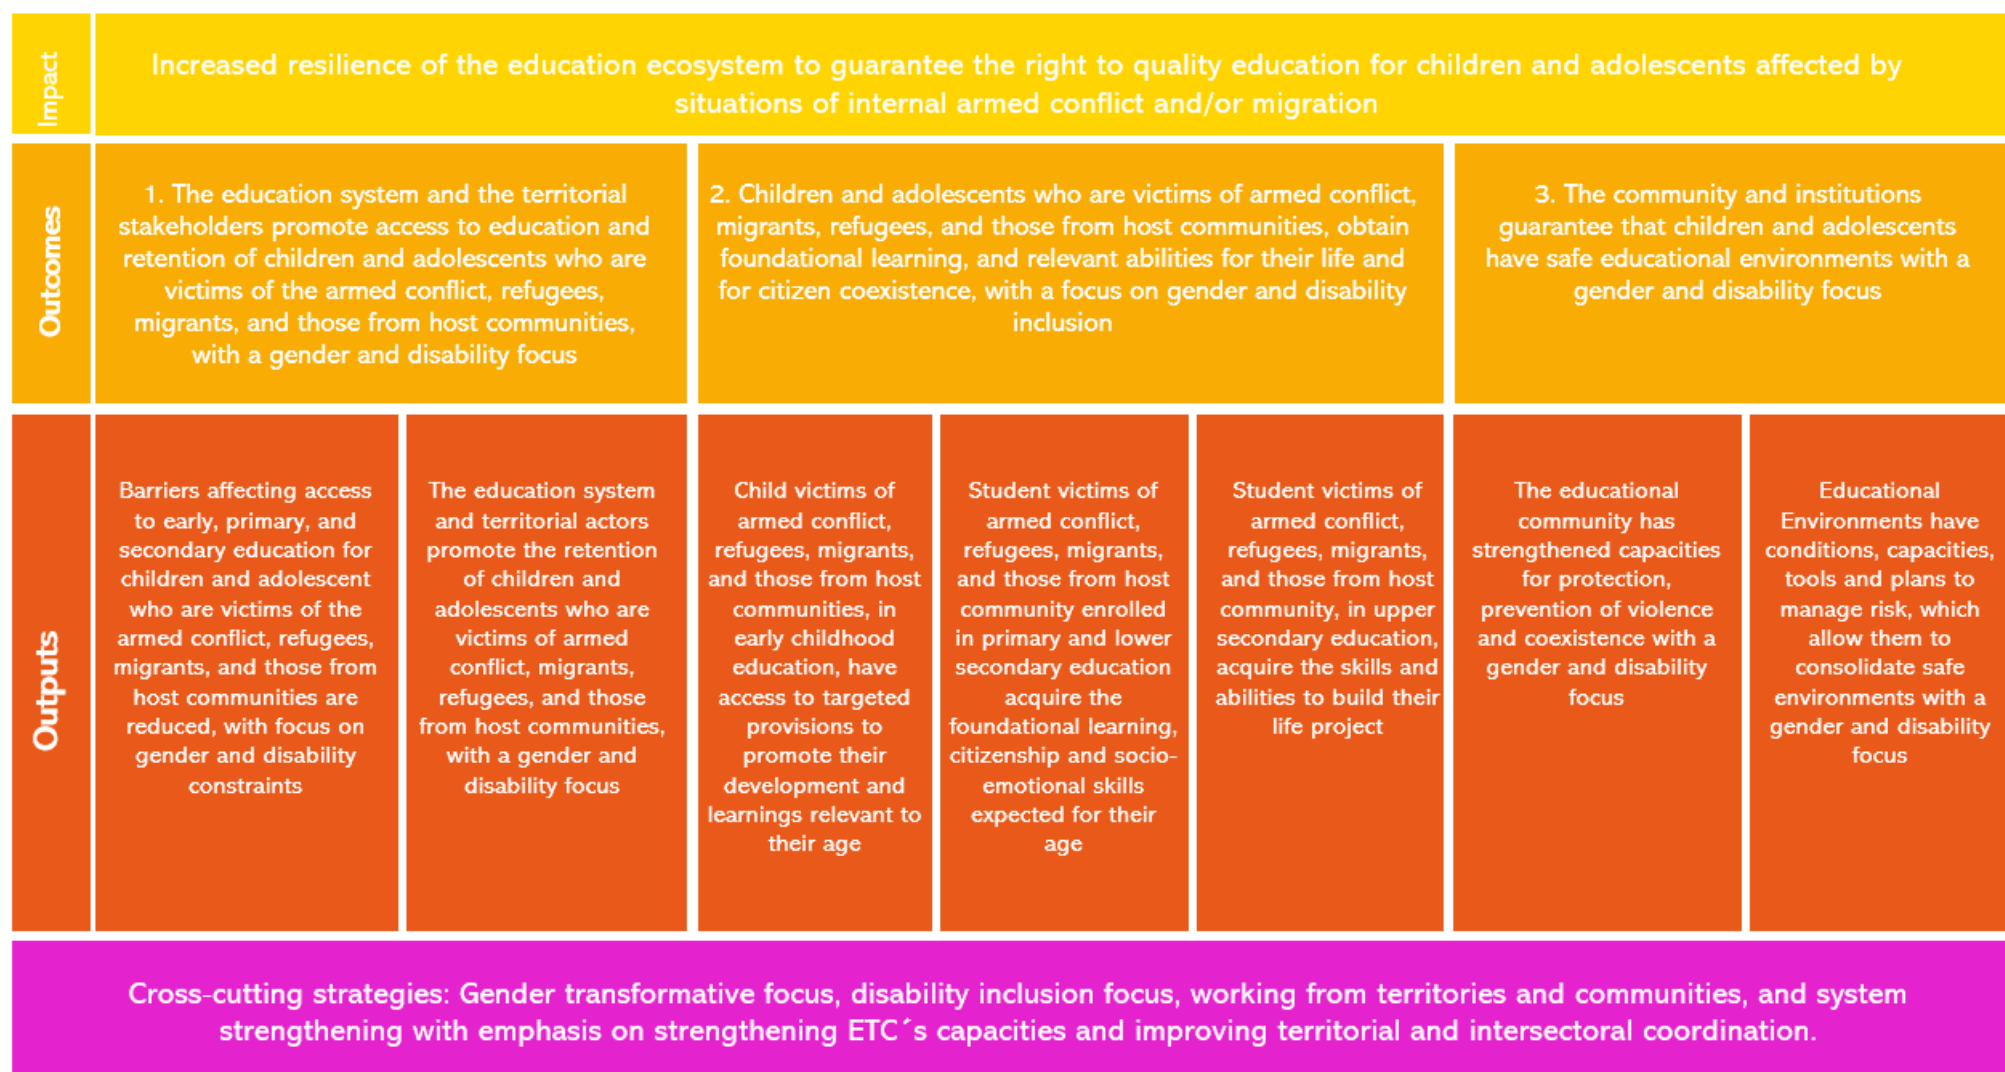 Impact
Increased resilience of the education ecosystem to guarantee the right to quality education for children and adolescents affected by
situations of internal armed conflict and/or migration
Outcomes
1. The education system and the territorial
stakeholders promote access to education and
retention of children and adolescents who are
victims of the armed conflict, refugees,
migrants, and those from host communities,
with a gender and disability focus
2. Children and adolescents who are victims of armed conflict,
migrants, refugees, and those from host communities, obtain
foundational learning, and relevant abilities for their life and
for citizen coexistence, with a focus on gender and disability
inclusion
3. The community and institutions
guarantee that children and adolescents
have safe educational environments with a
gender and disability focus
Outputs
Barriers affecting access
to early, primary, and
secondary education for
children and adolescent
who are victims of the
armed conflict, refugees,
migrants, and those from
host communities are
reduced, with focus on
gender and disability
constraints
The education system
and territorial actors
promote the retention
of children and
adolescents who are
victims of armed
conflict, migrants,
refugees, and those
from host communities,
with a gender and
disability focus
Child victims of
armed conflict,
refugees, migrants,
and those from host
communities, in
early childhood
education, have
access to targeted
provisions to
promote their
development and
learnings relevant to
their age
Student victims of
armed conflict,
refugees, migrants,
and those from host
community enrolled
in primary and lower
secondary education
acquire the
foundational learning,
citizenship and socio-
emotional skills
expected for their
age
Student victims of
armed conflict,
refugees, migrants,
and those from host
community, in upper
secondary education,
acquire the skills and
abilities to build their
life project
The educational
community has
strengthened capacities
for protection,
prevention of violence
and coexistence with a
gender and disability
focus
Educational
Environments have
conditions, capacities,
tools and plans to
manage risk, which
allow them to
consolidate safe
environments with a
gender and disability
focus
Cross-cutting strategies: Gender transformative focus, disability inclusion focus, working from territories and communities, and system
strengthening with emphasis on strengthening ETC´s capacities and improving territorial and intersectoral coordination.